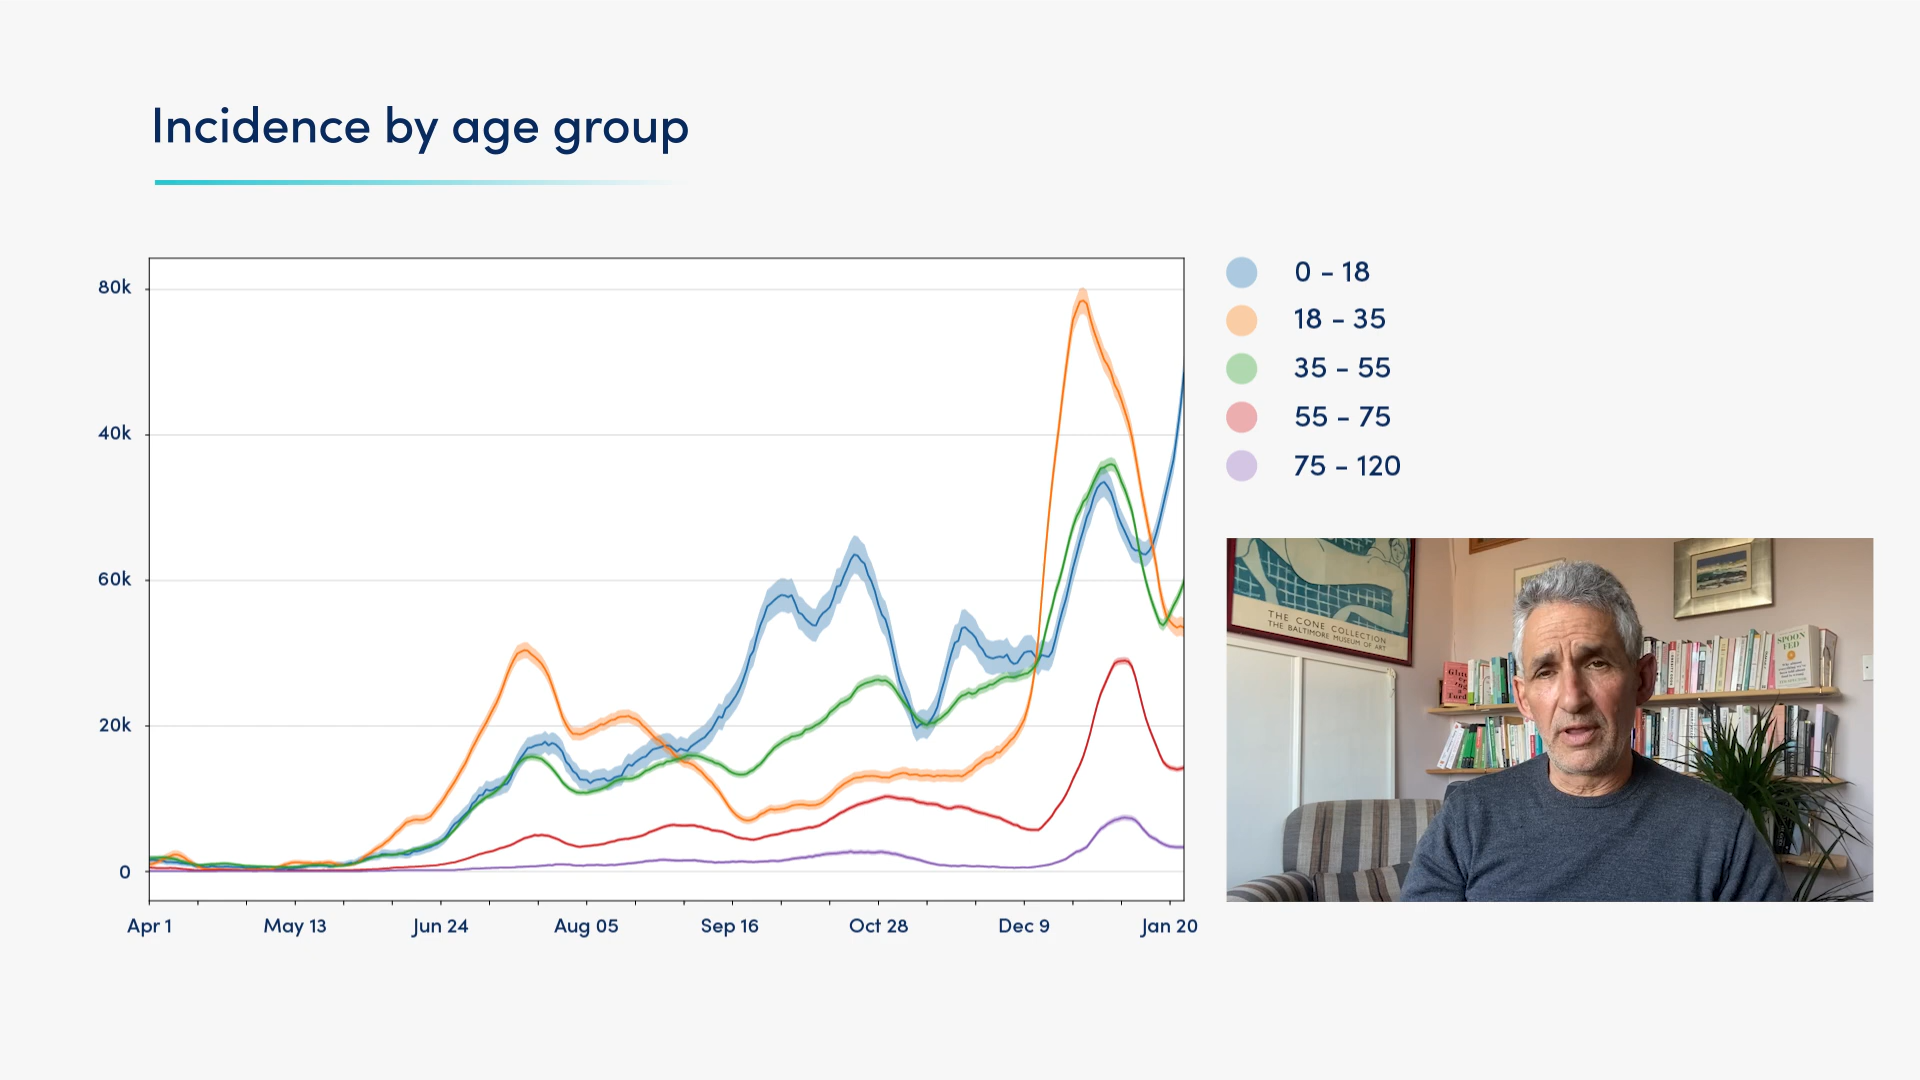 Incidence by age group
80k
40k
60k
20k
0
Apr 1
May 13
Jun 24
Aug 05
Sep 16
Oct 28
Dec 9
Jan 20
0 - 18
18 - 35
35 - 55
55 - 75
75 - 120
THE CONE COLLECTION
THE BALTIMORE MUSEUM OF ART
SPOON
FED